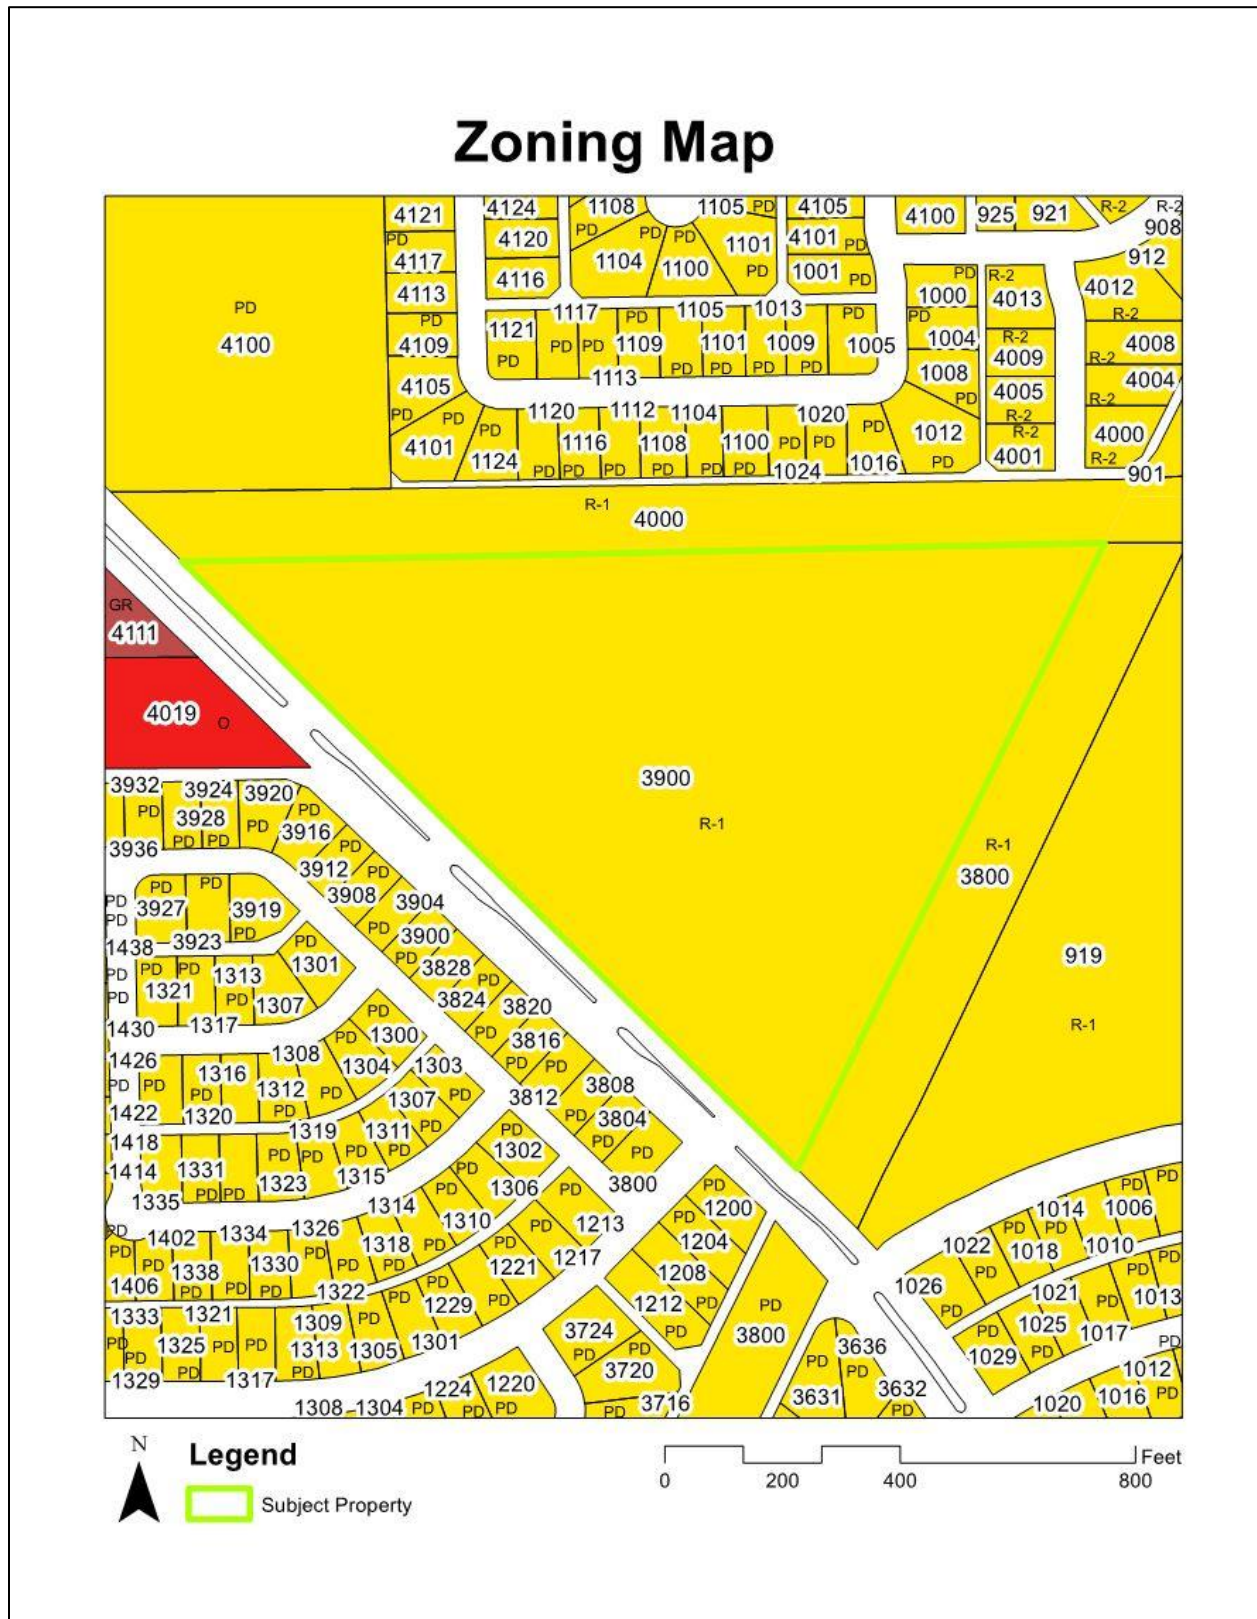 Zoning Map
4121 4124 1108 1105 PD 4105 4100 925 921 R-2 R-2
908
PD 4120 PD PD PD 1101 4101 PD 912
4117 1104 1100 PD 1001 PD PD R-2 4012
4116
4113 1000 4013 R-2
PD 1117 1105 1013
4100 PD 1121 PD PD PD 1004 R-2 4008
4109 PD PD PD 1109 1101 1009 1005 4009 R-2
PD PD PD PD 1008
4105 1113 PD 4005 4004
PD PD 1120 1112 1104 1020 R-2 R-2
4101 PD 1116 1108 1100 PD PD PD 1012 R-2 4000
1124 PD PD PD PD PD PD 1024 1016 PD 4001 R-2
901
R-1
4000
GR
4111
4019 O
3900
R-1
R-1
3800
919
R-1
3932 3924 3920
PD 3928 PD PD
PD PD 3916 PD
3936 3912 PD
PD PD 3908 3904
PD 3927 3919
PD PD 3900
1438 3923 PD PD
PD PD PD 1313 1301 3828 PD
PD 1321 PD 1307 3824 3820
1430 1317 PD PD 3816
1426 1308 PD 1300 PD PD
1316 1304 1303 3808
PD PD PD 1312 PD 1307 PD 3812
1422 1320 PD PD 3804
1418 1319 1311 PD PD PD
1414 1331 PD PD PD PD 1302 PD
1335 PD PD 1323 1315 PD 1306 PD 3800 PD
PD 1402 1334 1326 1314 PD 1310 1213 PD 1200
PD PD 1318 PD PD 1204
1406 1338 PD 1330 PD PD PD PD 1221 1217 1208
PD PD PD 1322 PD 1229 PD 1212 PD
1333 1321 1309 PD PD 1301 PD PD
PD PD 1325 PD PD 1313 1305 3724 3800
1329 PD 1317 PD PD PD 3720
1308 1304 1224 PD PD 1220 PD PD 3716
PD PD
1014 1006
1022 PD PD 1018 1010
PD PD
1026 1021 PD 1013
PD 1025 PD 1017
PD 1029 PD PD
3636 1012
PD PD 3632 1020 1016 PD
3631 PD
N
Legend
Subject Property
Feet
0 200 400 800